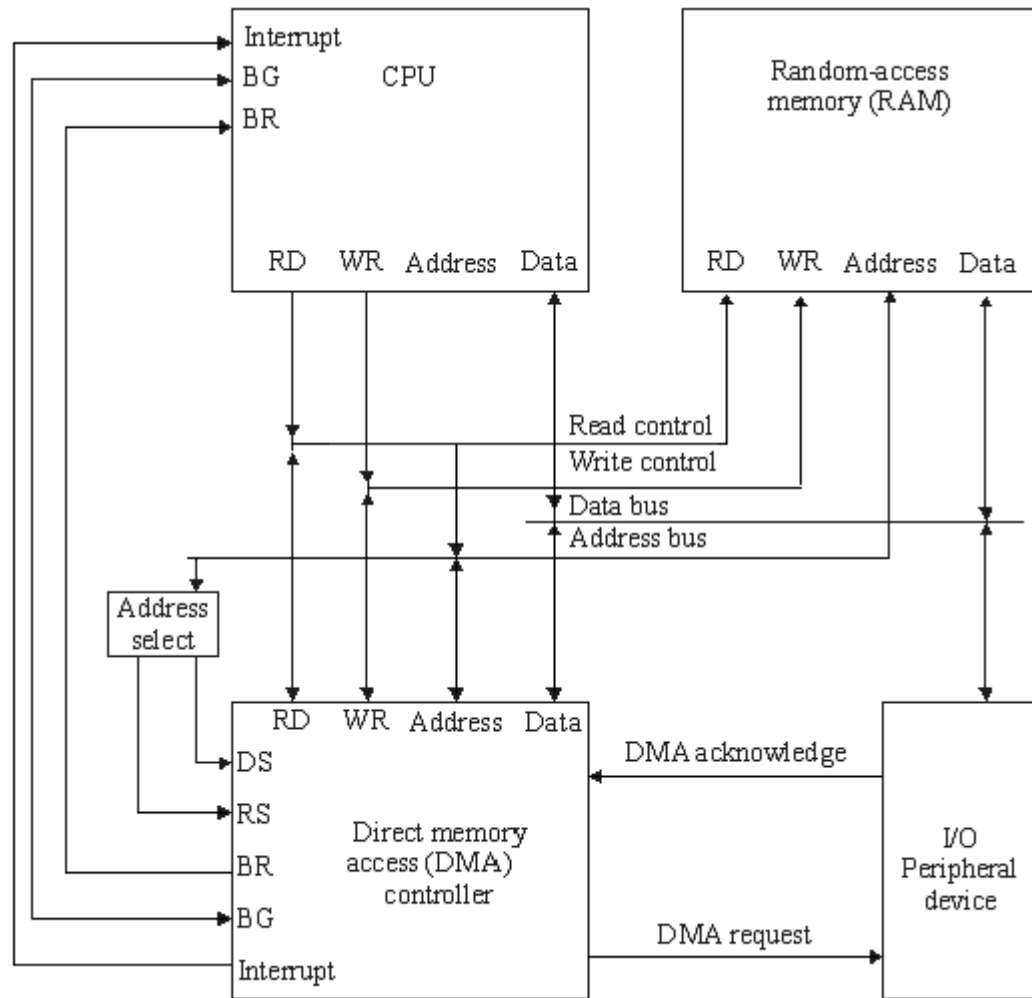 Interrupt
BG
CPU
BR
RD WR Address Data
Random-access
memory (RAM)
RD WR Address Data
Read control
Write control
Data bus
Address bus
Address
select
RD WR Address Data
DS
RS
BR
BG
Interrupt
Direct memory
access (DMA)
controller
DMA acknowledge
DMA request
I/O
Peripheral
device